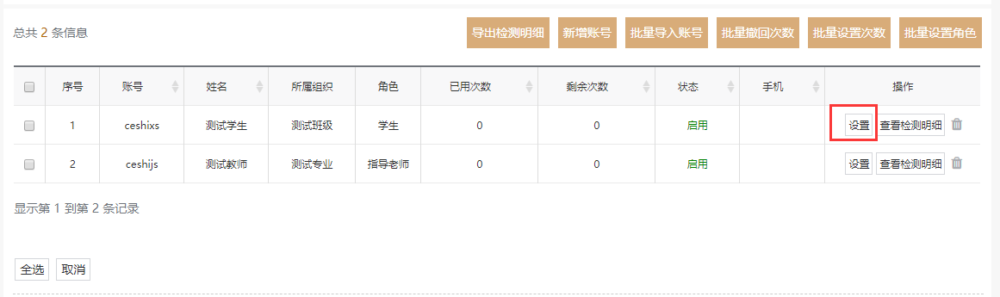 总共 2 条信息 导出检测明细 新增账号 批量导入账号 批量撤回次数 批量设置次数 批量设置角色
序号 账号 姓名 所属组织 角色 已用次数 剩余次数 状态 手机 操作
1 ceshixs 测试学生 测试班级 学生 0 0 启用 设置 查看检测明细
2 ceshijs 测试教师 测试专业 指导老师 0 0 启用 设置 查看检测明细
显示第 1 到第 2 条记录
全选 取消